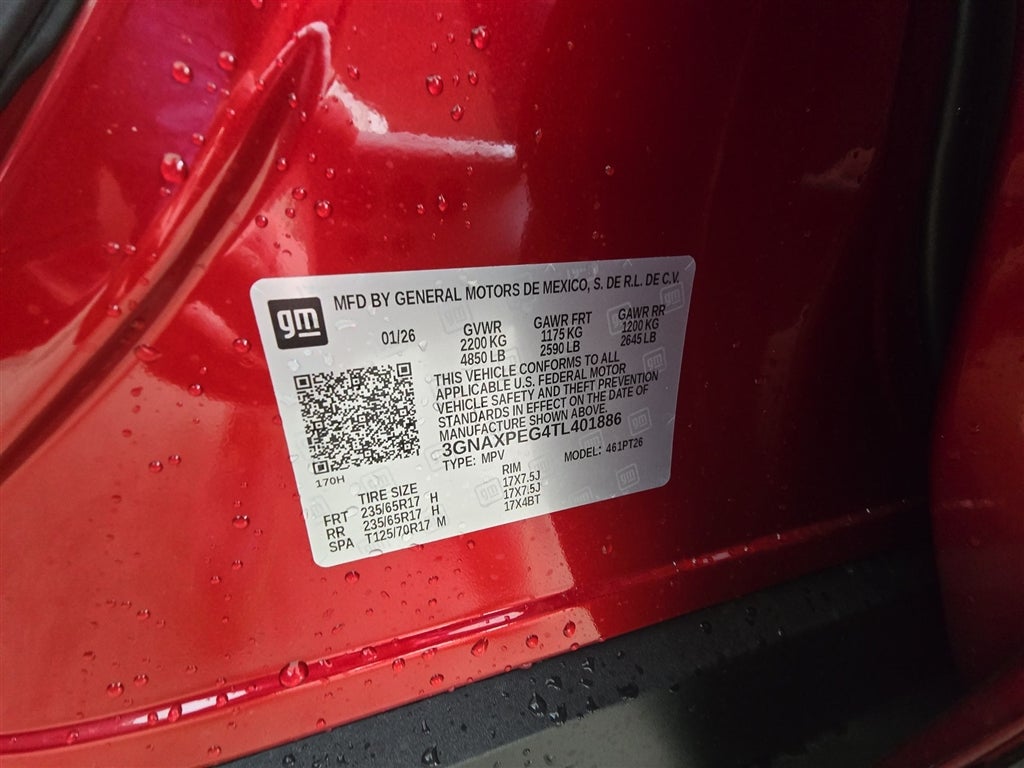 gm
MFD BY GENERAL MOTORS DE MEXICO, S. DE R.L. DE C.V.
01/26 GVWR GAWR FRT GAWR RR
2200 KG 1175 KG 1200 KG
4850 LB 2590 LB 2645 LB
THIS VEHICLE CONFORMS TO ALL
APPLICABLE U.S. FEDERAL MOTOR
VEHICLE SAFETY AND THEFT PREVENTION
STANDARDS IN EFFECT ON THE DATE OF
MANUFACTURE SHOWN ABOVE.
3GNAXPEG4TL401886
TYPE: MPV MODEL: 461PT26
170H
TIRE SIZE RIM
FRT 235/65R17 H 17X7.5J
RR 235/65R17 H 17X7.5J
SPA T125/70R17 M 17X4BT